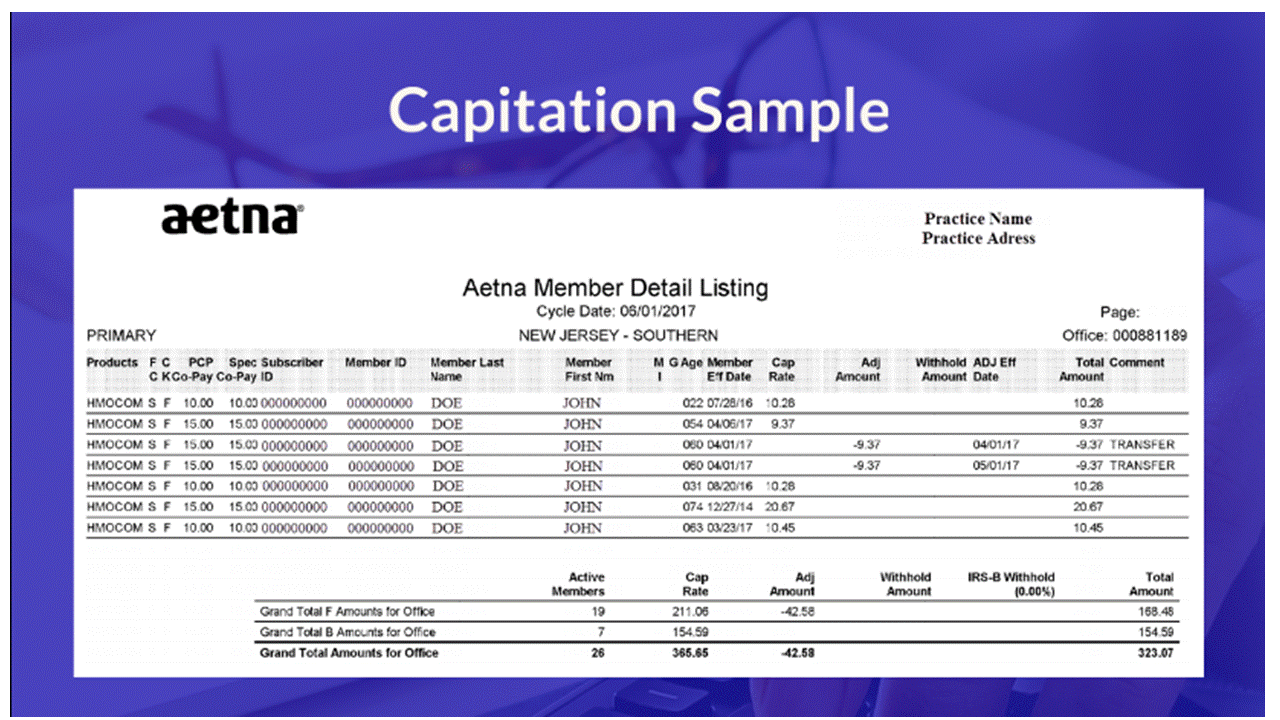 Capitation Sample
aetna
Practice Name
Practice Adress
Aetna Member Detail Listing
Cycle Date: 06/01/2017
Page:
PRIMARY NEW JERSEY - SOUTHERN Office: 000881189
Products F C PCP Spec Subscriber Member ID Member Last Member M G Age Member Cap Adj Withhold ADJ Eff Total Comment
C K Co-Pay Co-Pay ID Name First Nm I Eff Date Rate Amount Amount Date Amount
HMOCOM S F 10.00 10.00 000000000 000000000 DOE JOHN 022 07/28/16 10.28 10.28
HMOCOM S F 15.00 15.00 000000000 000000000 DOE JOHN 054 04/06/17 9.37 9.37
HMOCOM S F 15.00 15.00 000000000 000000000 DOE JOHN 060 04/01/17 -9.37 04/01/17 -9.37 TRANSFER
HMOCOM S F 15.00 15.00 000000000 000000000 DOE JOHN 060 04/01/17 -9.37 05/01/17 -9.37 TRANSFER
HMOCOM S F 10.00 10.00 000000000 000000000 DOE JOHN 031 08/20/16 10.28 10.28
HMOCOM S F 15.00 15.00 000000000 000000000 DOE JOHN 074 12/27/14 20.67 20.67
HMOCOM S F 10.00 10.00 000000000 000000000 DOE JOHN 063 03/23/17 10.45 10.45
Active Cap Adj Withhold IRS-B Withhold Total
Members Rate Amount Amount (0.00%) Amount
Grand Total F Amounts for Office 19 211.06 -42.58 168.48
Grand Total B Amounts for Office 7 154.59 154.59
Grand Total Amounts for Office 26 365.65 -42.58 323.07